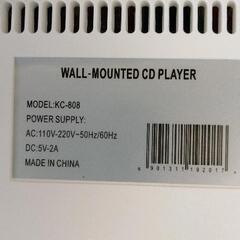 WALL-MOUNTED CD PLAYER
MODEL:KC-808
POWER SUPPLY:
AC:110V-220V~50Hz/60Hz
DC:5V-2A
MADE IN CHINA
6901311192017